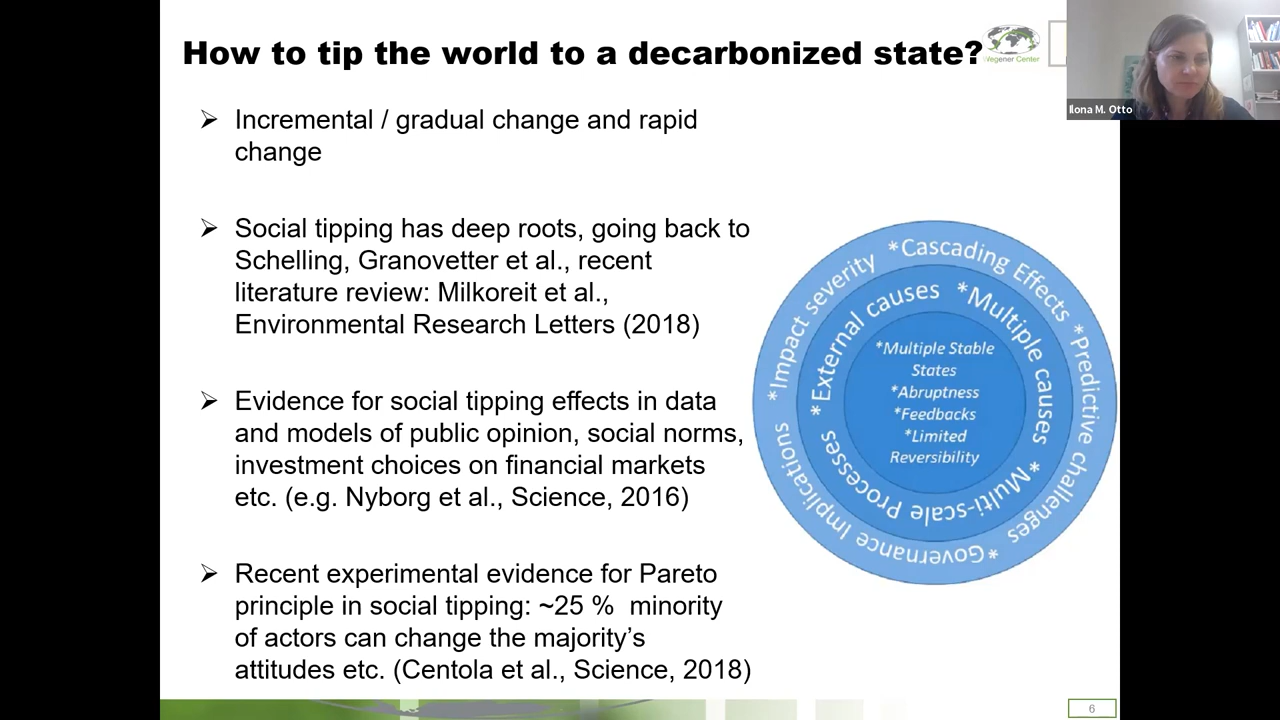 How to tip the world to a decarbonized state?
Wegener Center
Ilona M. Otto
➢ Incremental / gradual change and rapid
change
➢ Social tipping has deep roots, going back to
Schelling, Granovetter et al., recent
literature review: Milkoreit et al.,
Environmental Research Letters (2018)
➢ Evidence for social tipping effects in data
and models of public opinion, social norms,
investment choices on financial markets
etc. (e.g. Nyborg et al., Science, 2016)
➢ Recent experimental evidence for Pareto
principle in social tipping: ~25 % minority
of actors can change the majority’s
attitudes etc. (Centola et al., Science, 2018)
*Impact severity
*Cascading Effects
*Predictive challenges
*Governance Implications
*External causes
*Multiple causes
*Multi-scale Processes
*Multiple Stable
States
*Abruptness
*Feedbacks
*Limited
Reversibility
6